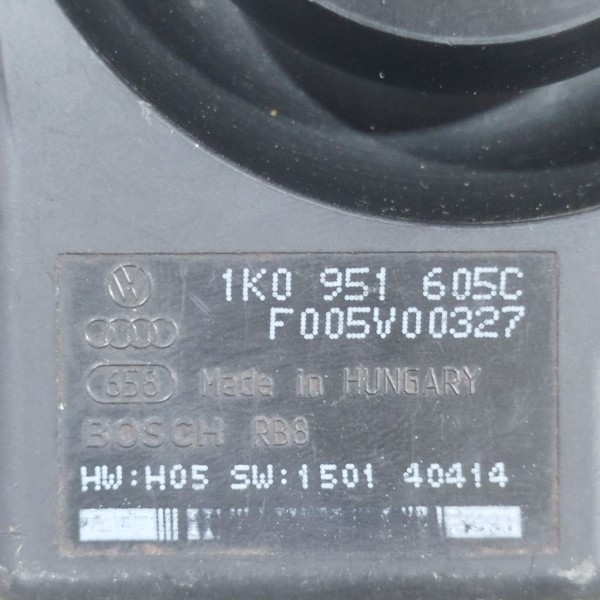 1K0 951 605C
F005V00327
658 Made in HUNGARY
BOSCH RB8
HW:H05 SW:1501 40414